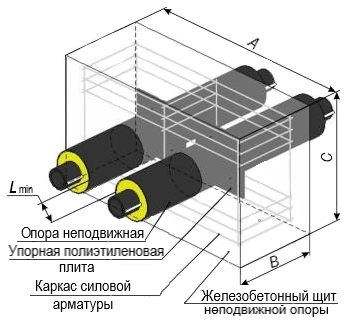 A
C
L min
Опора неподвижная
Упорная полиэтиленовая
плита
B
Каркас силовой
арматуры
Железобетонный щит
неподвижной опоры